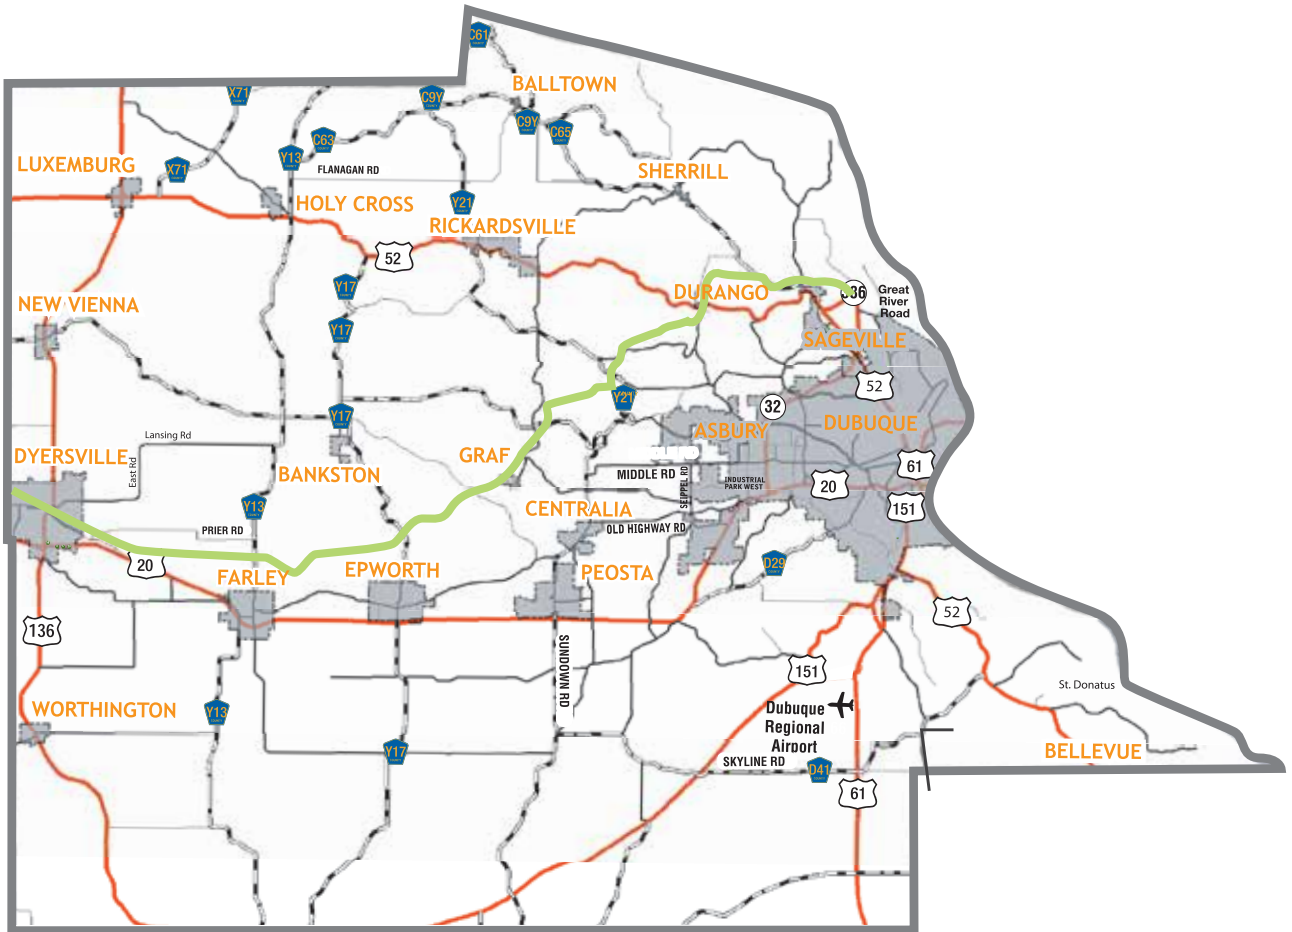 C61
BALLTOWN
X71
C9Y
C9Y
C65
C63
Y13
LUXEMBURG
X71
FLANAGAN RD
SHERRILL
Y21
HOLY CROSS
RICKARDSVILLE
52
Y17
DURANGO
Great
River
Road
NEW VIENNA
Y17
SAGEVILLE
52
Y21
32
Y17
DUBUQUE
ASBURY
Lansing Rd
GRAF
DYERSVILLE
East Rd
BANKSTON
MIDDLE RD
SEIPPEL RD
61
INDUSTRIAL
PARK WEST
20
Y13
CENTRALIA
151
PRIER RD
OLD HIGHWAY RD
20
FARLEY
EPWORTH
PEOSTA
D29
52
136
SUNDOWN RD
151
St. Donatus
WORTHINGTON
Y13
Dubuque
Regional
Airport
Y17
BELLEVUE
SKYLINE RD
D41
61